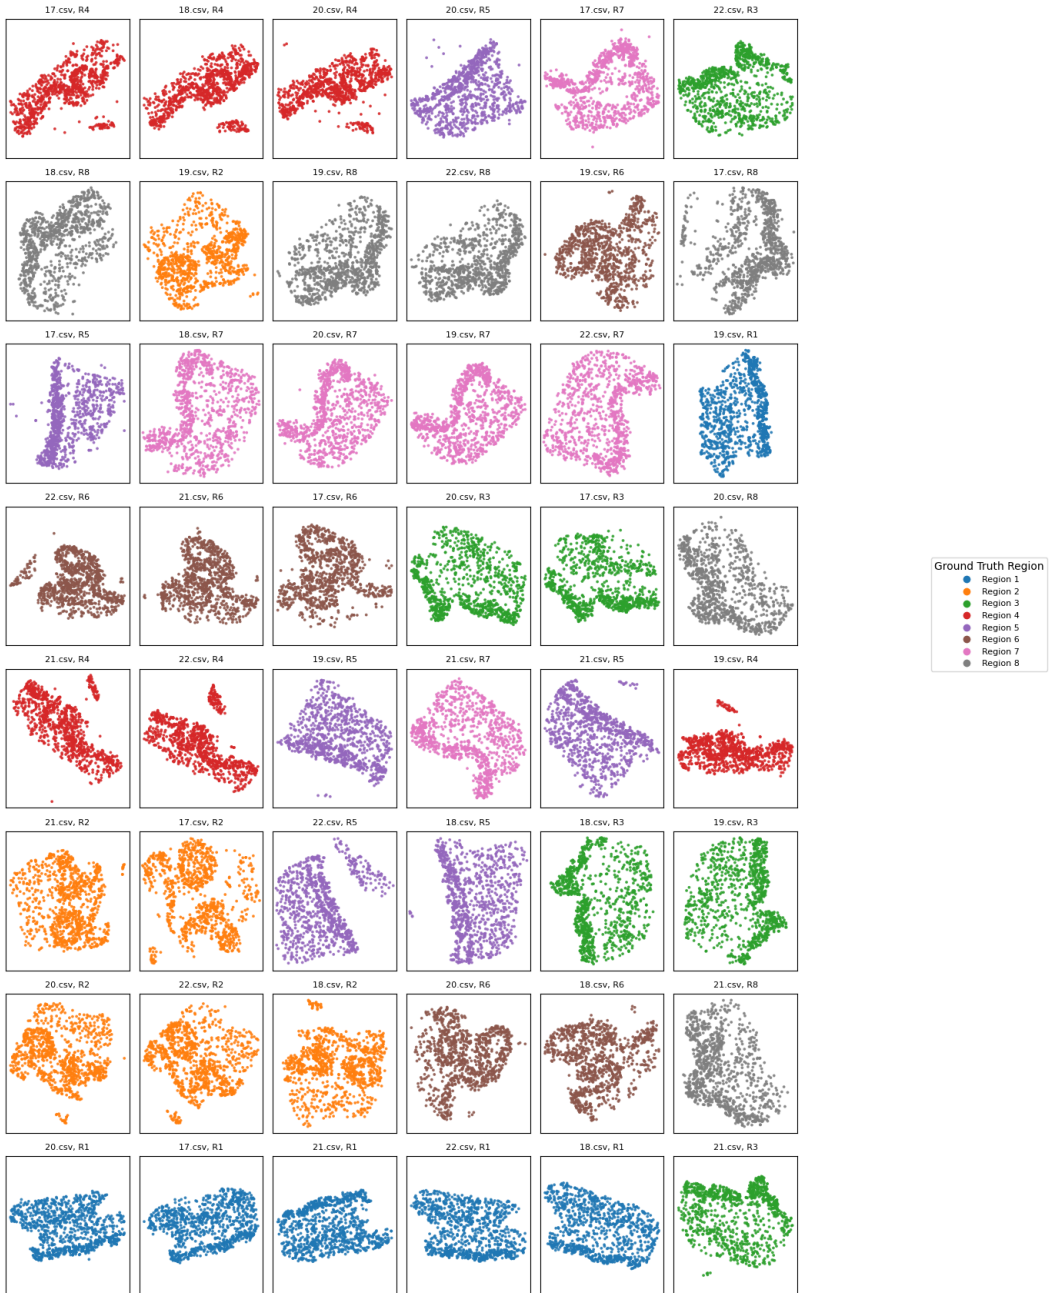 17.csv, R4
18.csv, R4
20.csv, R4
20.csv, R5
17.csv, R7
22.csv, R3
18.csv, R8
19.csv, R2
19.csv, R8
22.csv, R8
19.csv, R6
17.csv, R8
17.csv, R5
18.csv, R7
20.csv, R7
19.csv, R7
22.csv, R7
19.csv, R1
22.csv, R6
21.csv, R6
17.csv, R6
20.csv, R3
17.csv, R3
20.csv, R8
21.csv, R4
22.csv, R4
19.csv, R5
21.csv, R7
21.csv, R5
19.csv, R4
21.csv, R2
17.csv, R2
22.csv, R5
18.csv, R5
18.csv, R3
19.csv, R3
20.csv, R2
22.csv, R2
18.csv, R2
20.csv, R6
18.csv, R6
21.csv, R8
20.csv, R1
17.csv, R1
21.csv, R1
22.csv, R1
18.csv, R1
21.csv, R3
Ground Truth Region
Region 1
Region 2
Region 3
Region 4
Region 5
Region 6
Region 7
Region 8